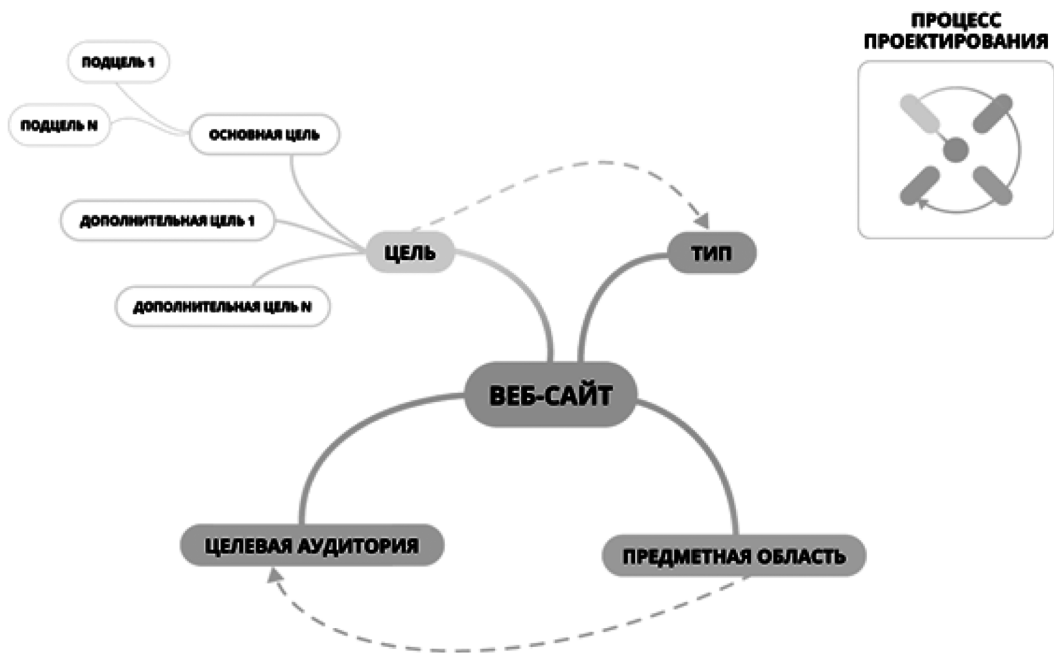 ПРОЦЕСС
ПРОЕКТИРОВАНИЯ
ПОДЦЕЛЬ 1
ПОДЦЕЛЬ N
ОСНОВНАЯ ЦЕЛЬ
ДОПОЛНИТЕЛЬНАЯ ЦЕЛЬ 1
ЦЕЛЬ
ТИП
ДОПОЛНИТЕЛЬНАЯ ЦЕЛЬ N
ВЕБ-САЙТ
ЦЕЛЕВАЯ АУДИТОРИЯ
ПРЕДМЕТНАЯ ОБЛАСТЬ